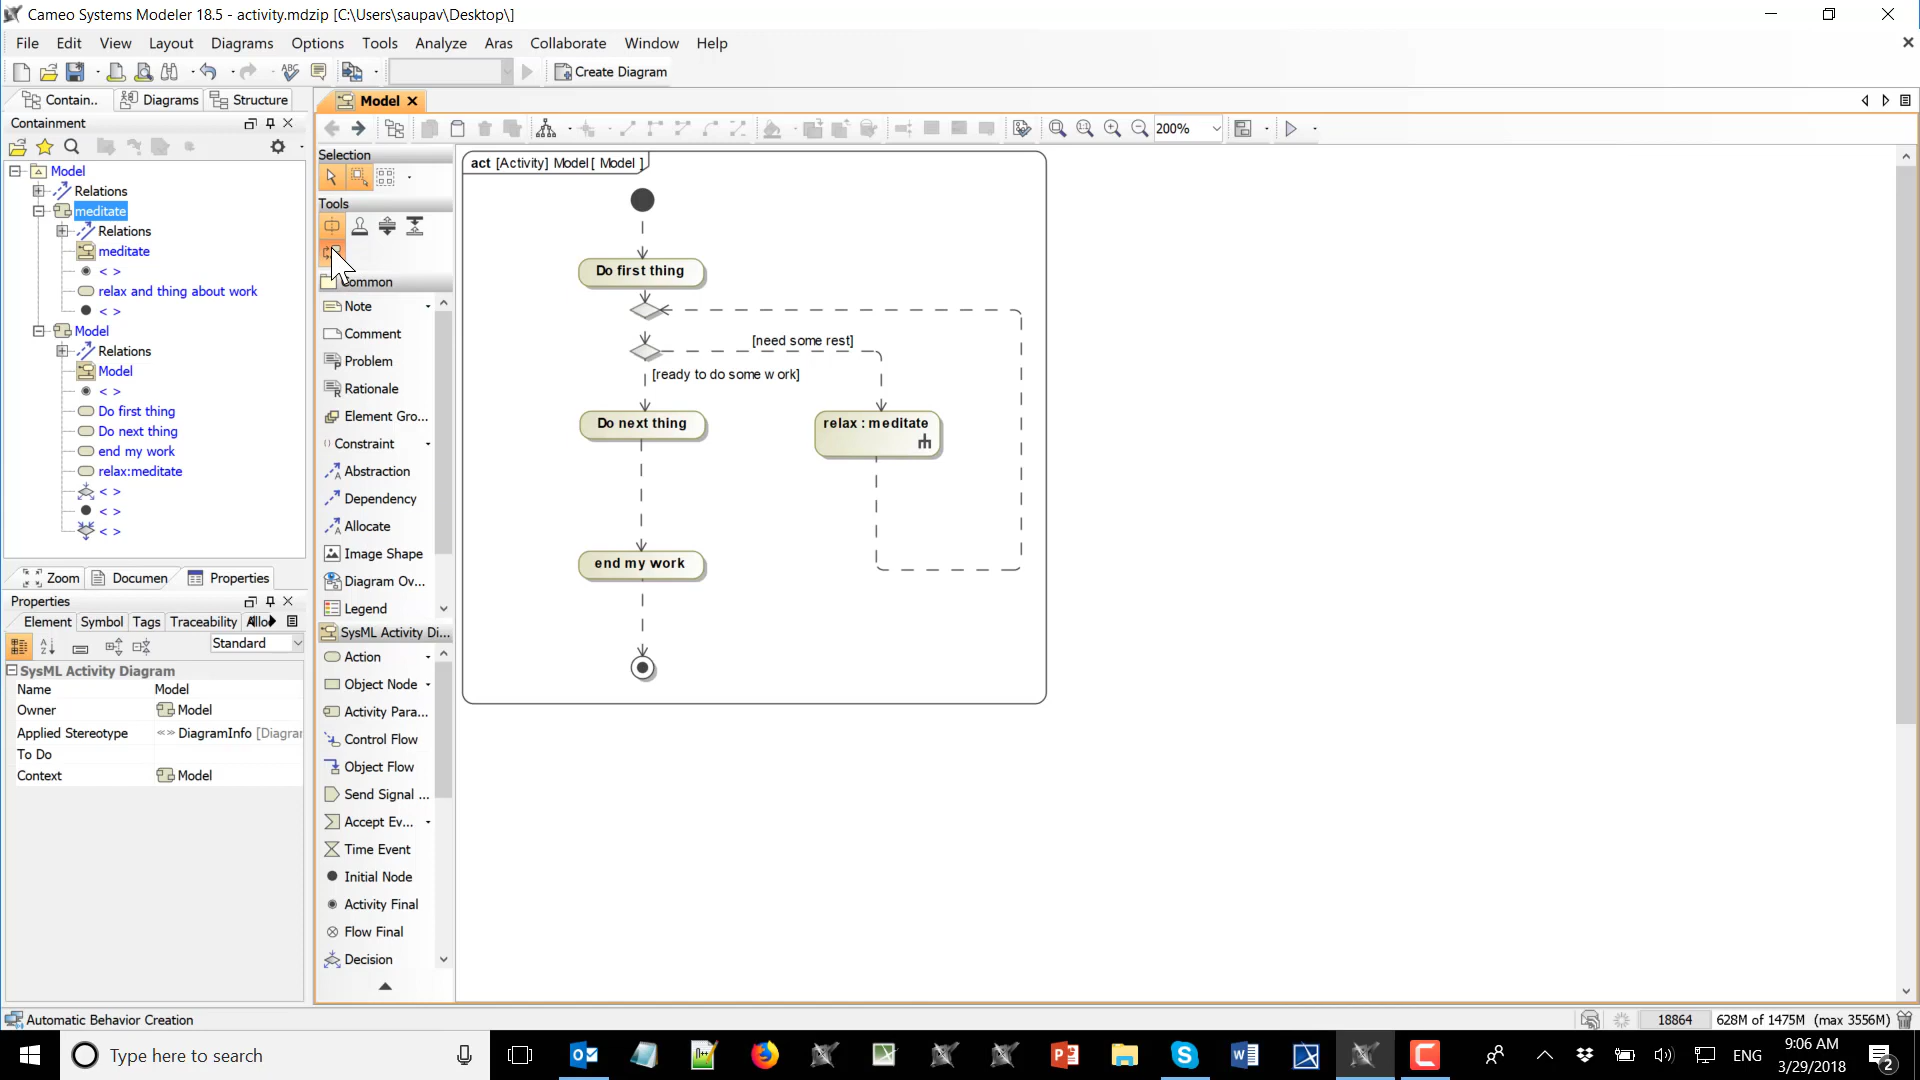 Cameo Systems Modeler 18.5 - activity.mdzip [C:\Users\saupav\Desktop\]
File Edit View Layout Diagrams Options Tools Analyze Aras Collaborate Window Help
Create Diagram
Contain.. Diagrams Structure
Model
Containment
200%
Model
Relations
meditate
Relations
meditate
< >
relax and thing about work
< >
Model
Relations
Model
< >
Do first thing
Do next thing
end my work
relax:meditate
< >
< >
< >
Zoom Documen Properties
Properties
Element Symbol Tags Traceability Allo
Standard
SysML Activity Diagram
Name Model
Owner Model
Applied Stereotype «» DiagramInfo [Diagra
To Do
Context Model
Selection
Tools
Common
Note
Comment
Problem
Rationale
Element Gro...
Constraint
Abstraction
Dependency
Allocate
Image Shape
Diagram Ov...
Legend
SysML Activity Di...
Action
Object Node
Activity Para...
Control Flow
Object Flow
Send Signal ...
Accept Ev...
Time Event
Initial Node
Activity Final
Flow Final
Decision
act [Activity] Model [ Model ]
Do first thing
[need some rest]
[ready to do some work]
Do next thing
relax : meditate
end my work
Automatic Behavior Creation
18864 628M of 1475M (max 3556M)
Type here to search
ENG
9:06 AM
3/29/2018
2